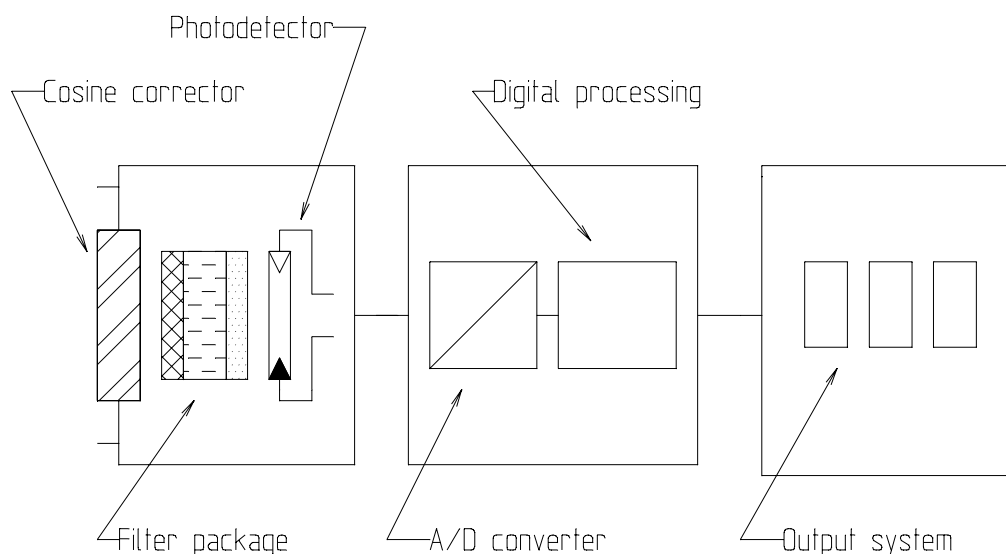 Photodetector
Cosine corrector
Digital processing
Filter package
A/D converter
Output system